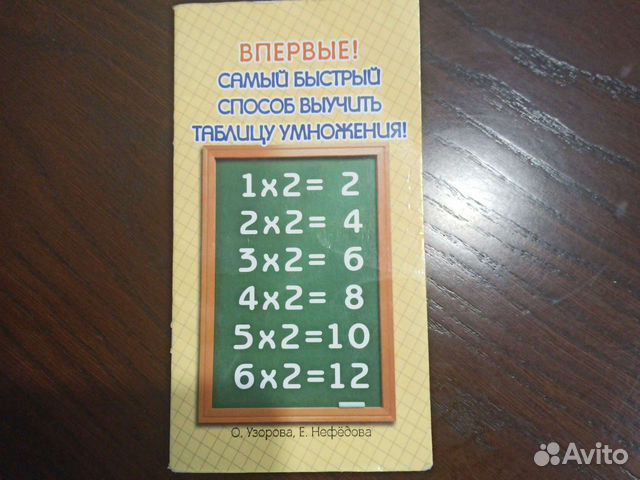 ВПЕРВЫЕ!
САМЫЙ БЫСТРЫЙ
СПОСОБ ВЫУЧИТЬ
ТАБЛИЦУ УМНОЖЕНИЯ!
1x2= 2
2x2= 4
3x2= 6
4x2= 8
5x2=10
6x2=12
О. Узорова, Е. Нефёдова
Avito